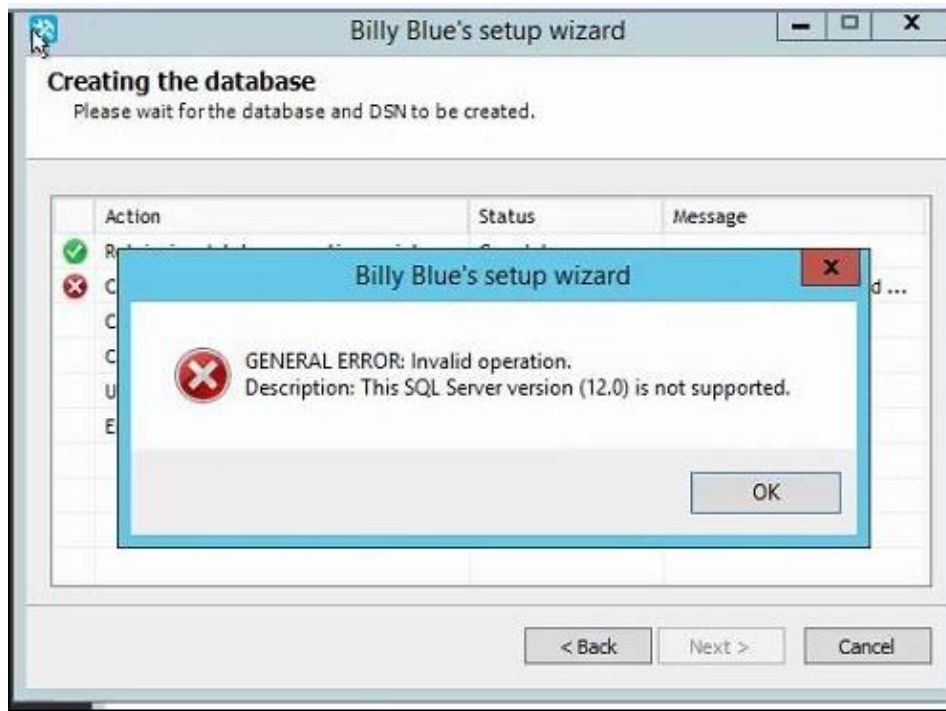 Billy Blue's setup wizard
Creating the database
Please wait for the database and DSN to be created.
Action Status Message
Billy Blue's setup wizard
d ...
GENERAL ERROR: Invalid operation.
Description: This SQL Server version (12.0) is not supported.
OK
< Back Next > Cancel